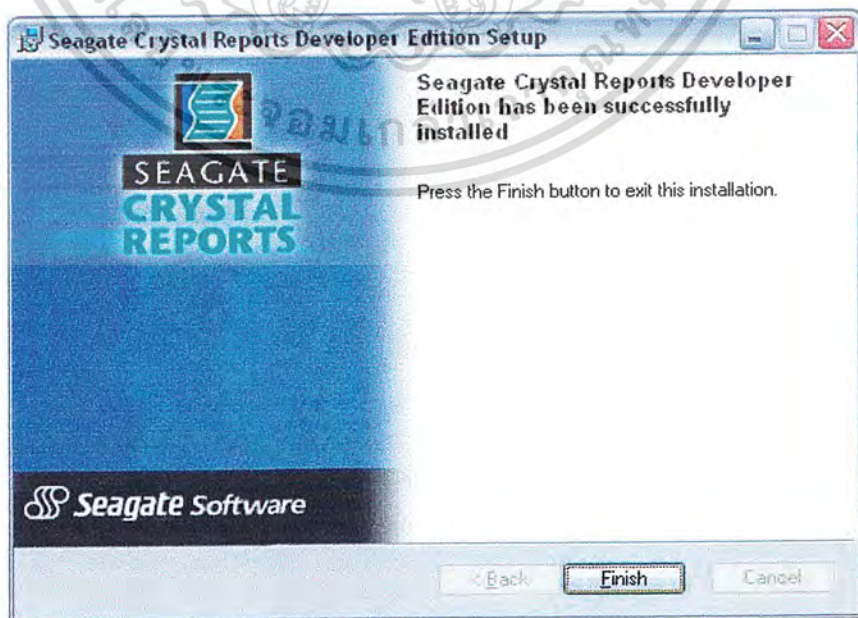 Seagate Crystal Reports Developer Edition Setup
Seagate Crystal Reports Developer
Edition has been successfully
installed
Press the Finish button to exit this installation.
SEAGATE
CRYSTAL
REPORTS
Seagate Software
< Back
Finish
Cancel